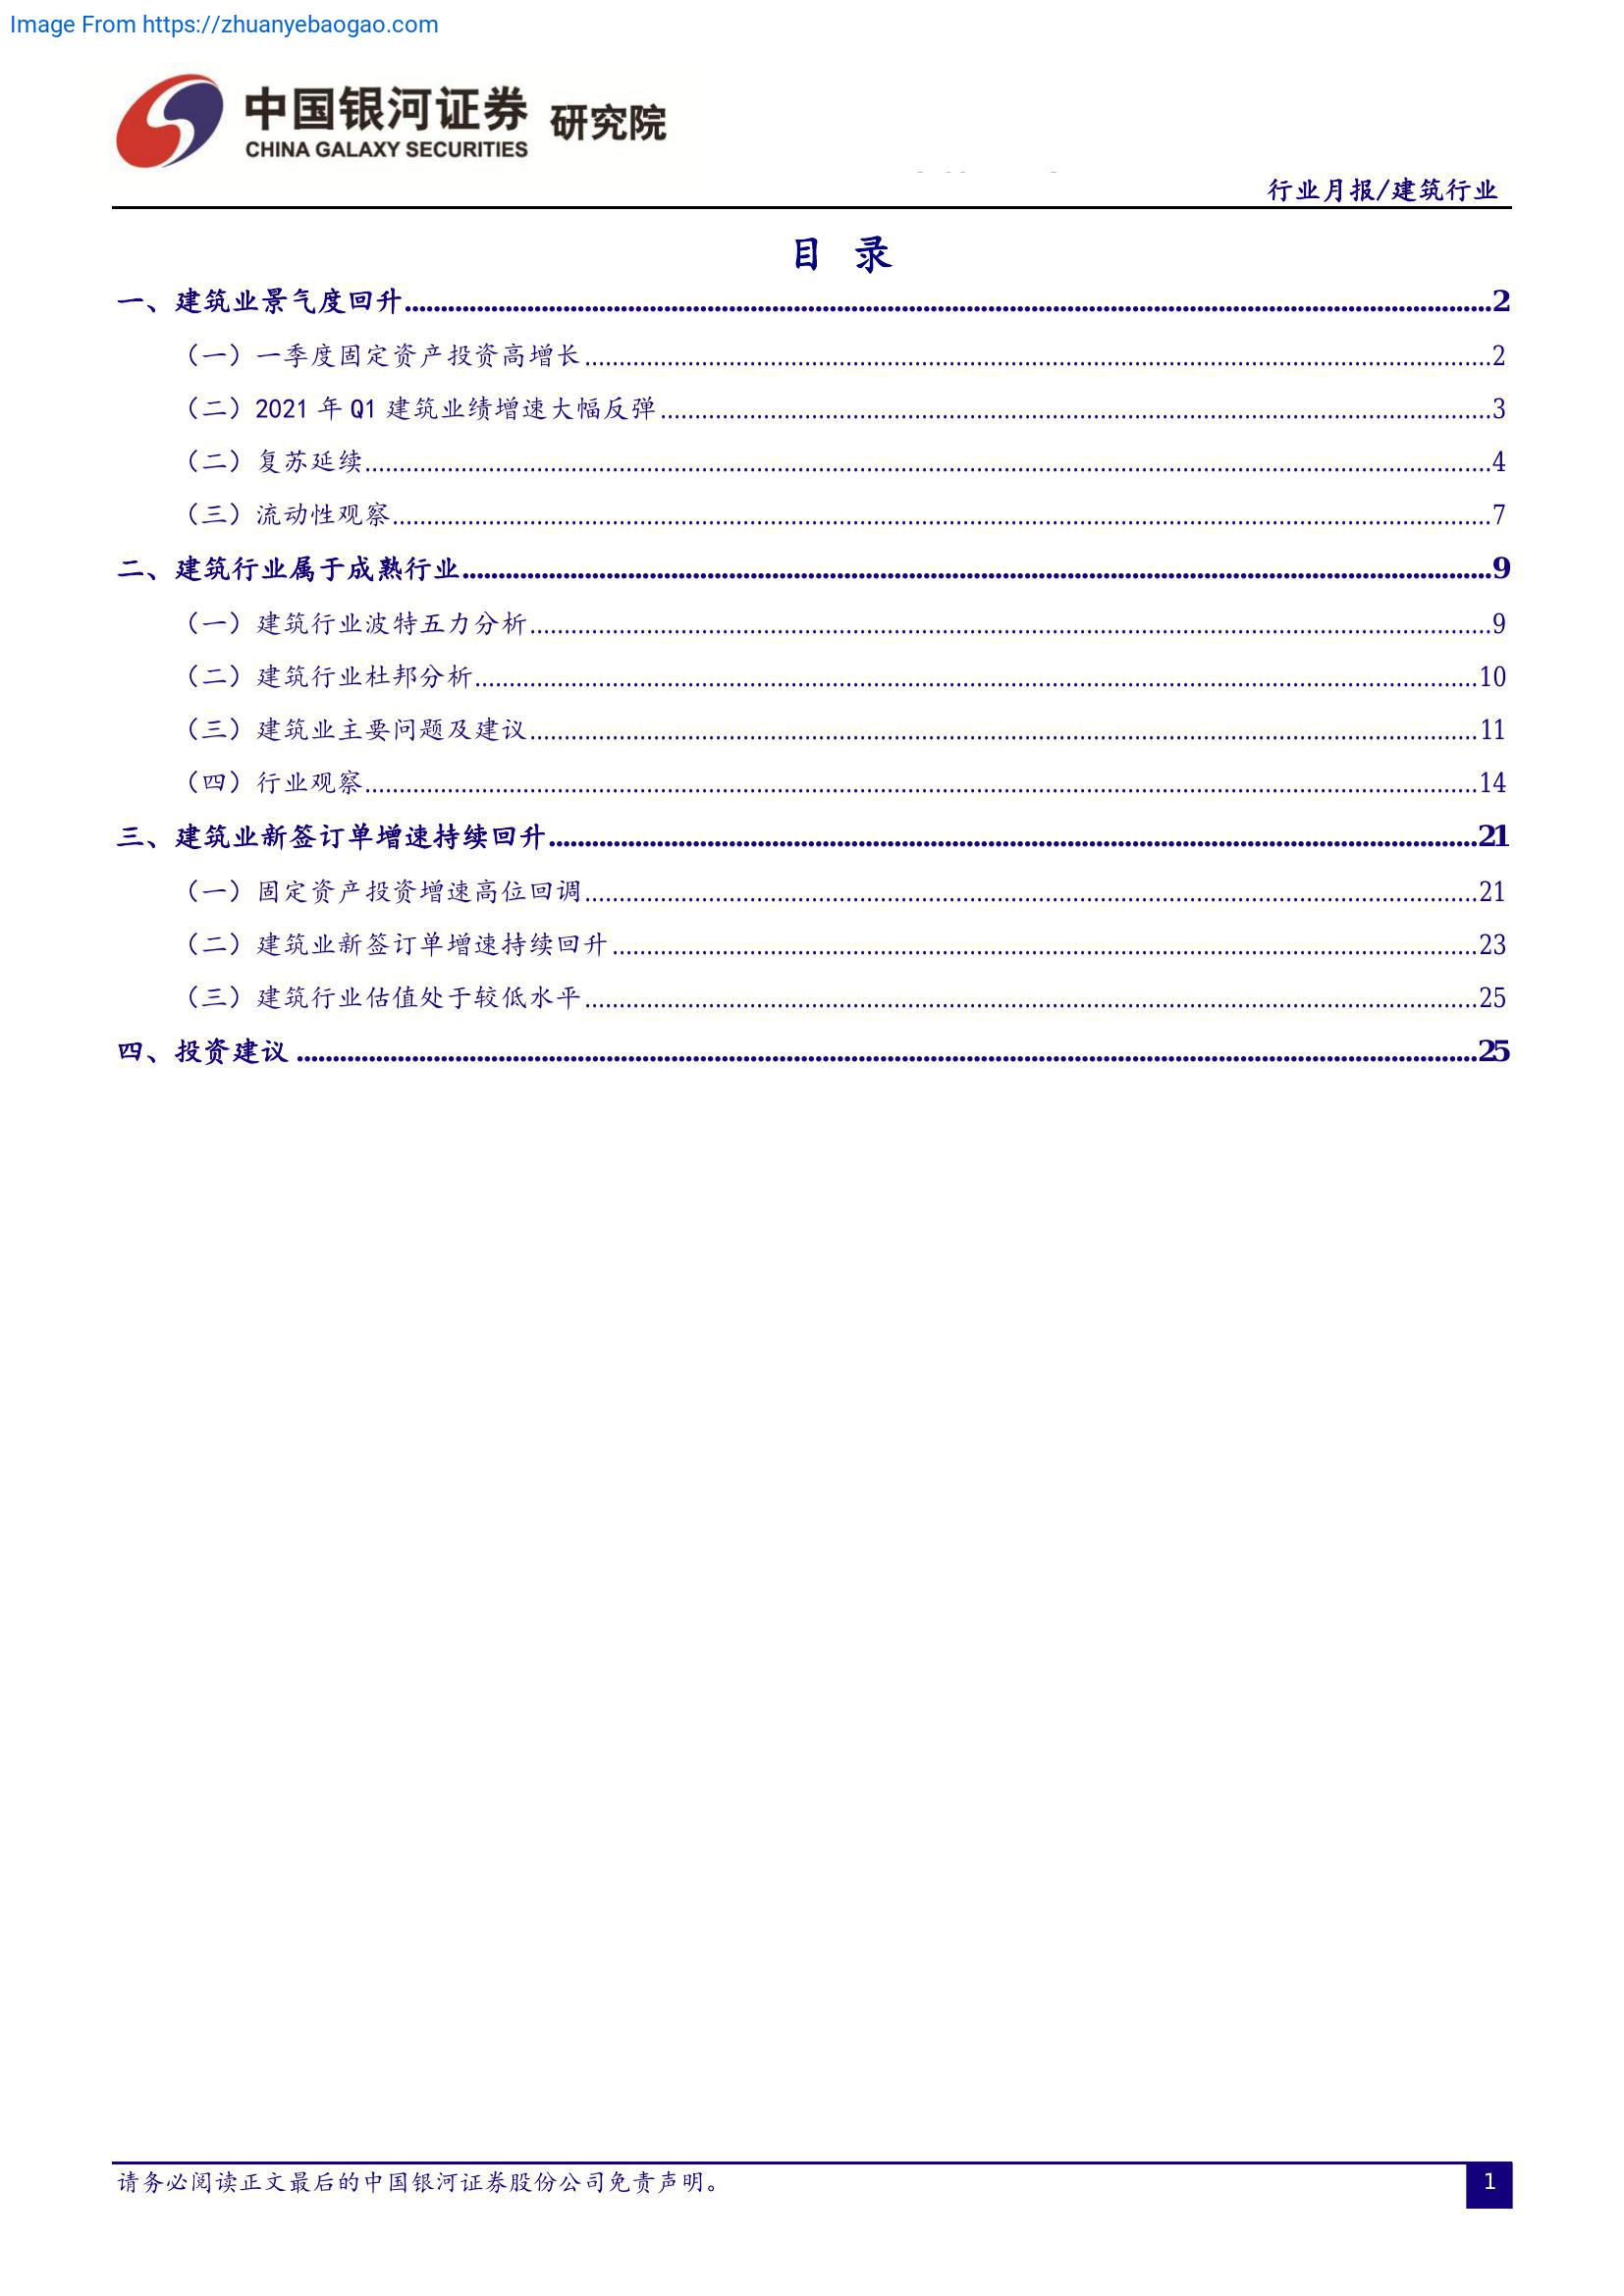 Image From https://zhuanyebaogao.com
中国银河证券 研究院
CHINA GALAXY SECURITIES
行业月报/建筑行业
目 录
一、建筑业景气度回升........................2
（一）一季度固定资产投资高增长........................2
（二）2021 年 Q1 建筑业绩增速大幅反弹........................3
（二）复苏延续........................4
（三）流动性观察........................7
二、建筑行业属于成熟行业........................9
（一）建筑行业波特五力分析........................9
（二）建筑行业杜邦分析........................10
（三）建筑业主要问题及建议........................11
（四）行业观察........................14
三、建筑业新签订单增速持续回升........................21
（一）固定资产投资增速高位回调........................21
（二）建筑业新签订单增速持续回升........................23
（三）建筑行业估值处于较低水平........................25
四、投资建议........................25
请务必阅读正文最后的中国银河证券股份公司免责声明。
1